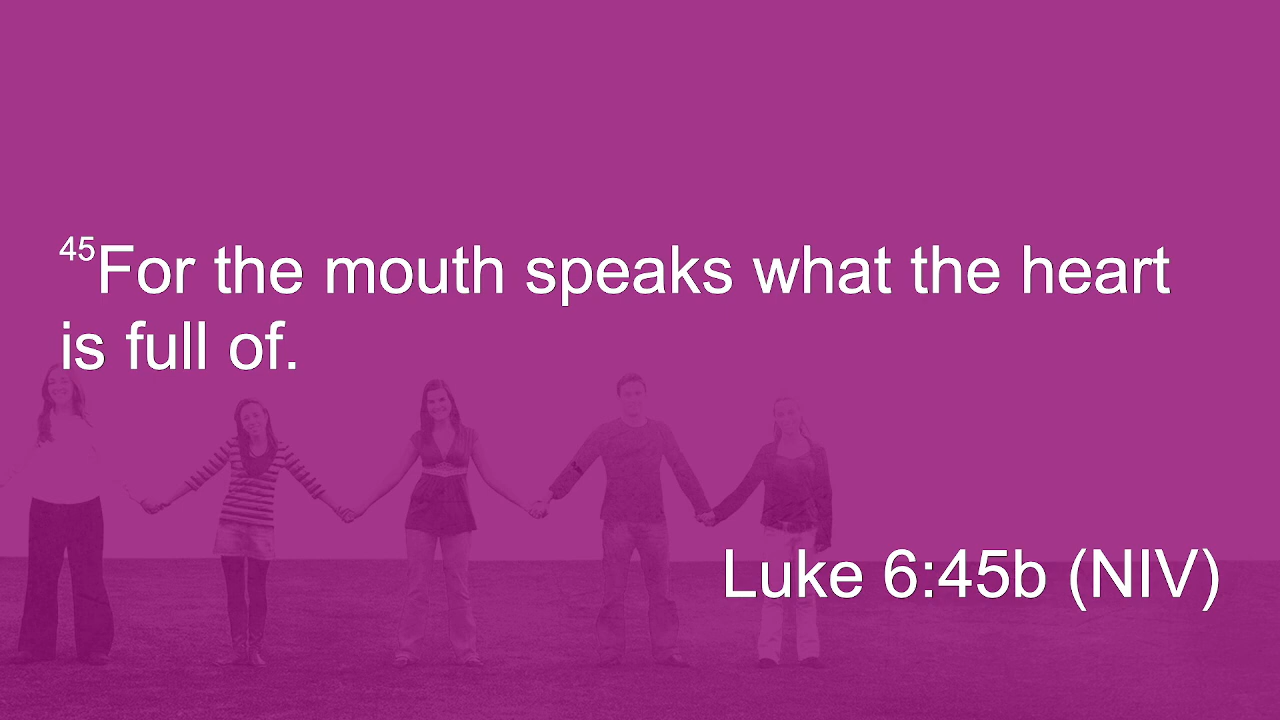 45For the mouth speaks what the heart
is full of.
Luke 6:45b (NIV)